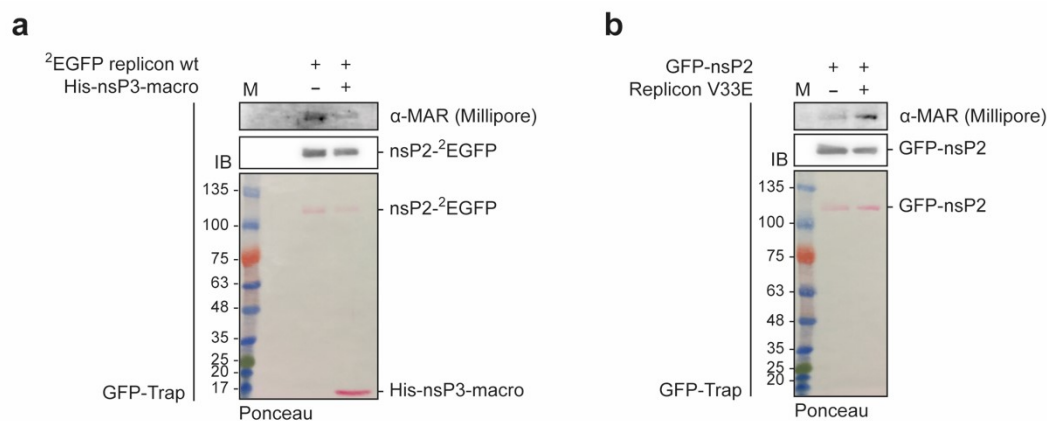 a
²EGFP replicon wt + +
His-nsP3-macro M – +
α-MAR (Millipore)
nsP2-²EGFP
IB
135
nsP2-²EGFP
100
75
63
48
35
25
20
17
GFP-Trap
His-nsP3-macro
Ponceau
b
GFP-nsP2 + +
Replicon V33E M – +
α-MAR (Millipore)
GFP-nsP2
IB
135
GFP-nsP2
100
75
63
48
35
25
20
GFP-Trap
Ponceau